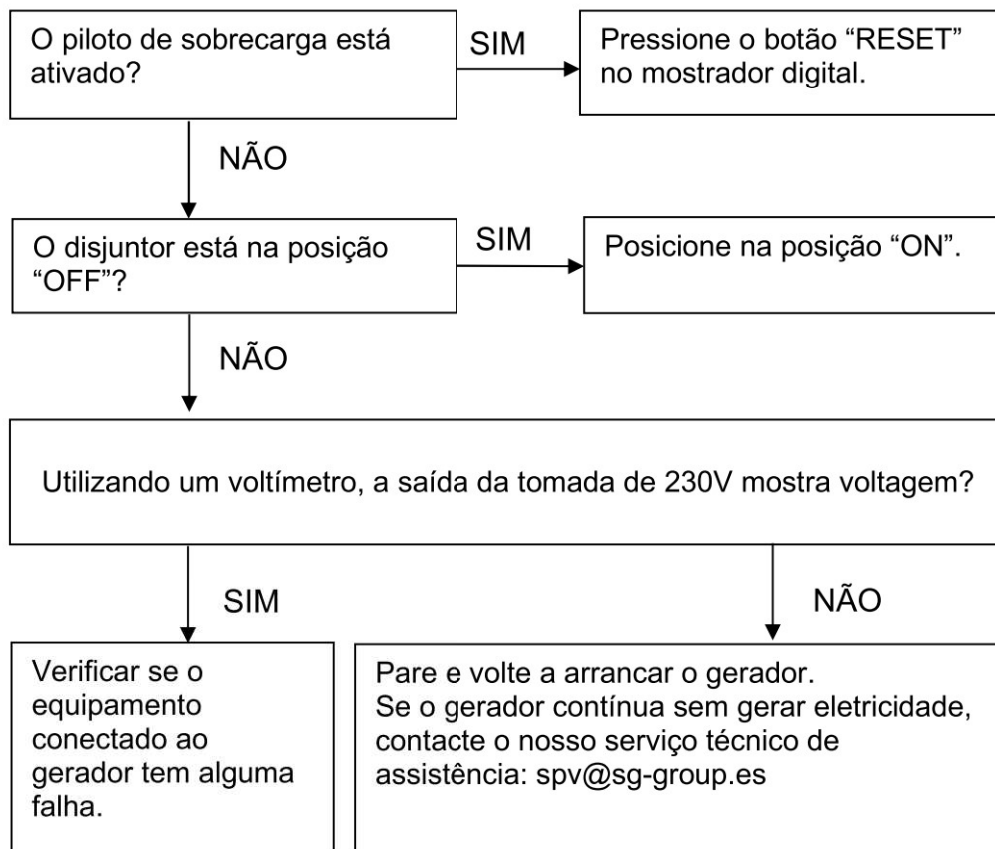 O piloto de sobrecarga está
ativado?
SIM
Pressione o botão “RESET”
no mostrador digital.
NÃO
O disjuntor está na posição
“OFF”?
SIM
Posicione na posição “ON”.
NÃO
Utilizando um voltímetro, a saída da tomada de 230V mostra voltagem?
SIM
NÃO
Verificar se o
equipamento
conectado ao
gerador tem alguma
falha.
Pare e volte a arrancar o gerador.
Se o gerador contínua sem gerar eletricidade,
contacte o nosso serviço técnico de
assistência: spv@sg-group.es